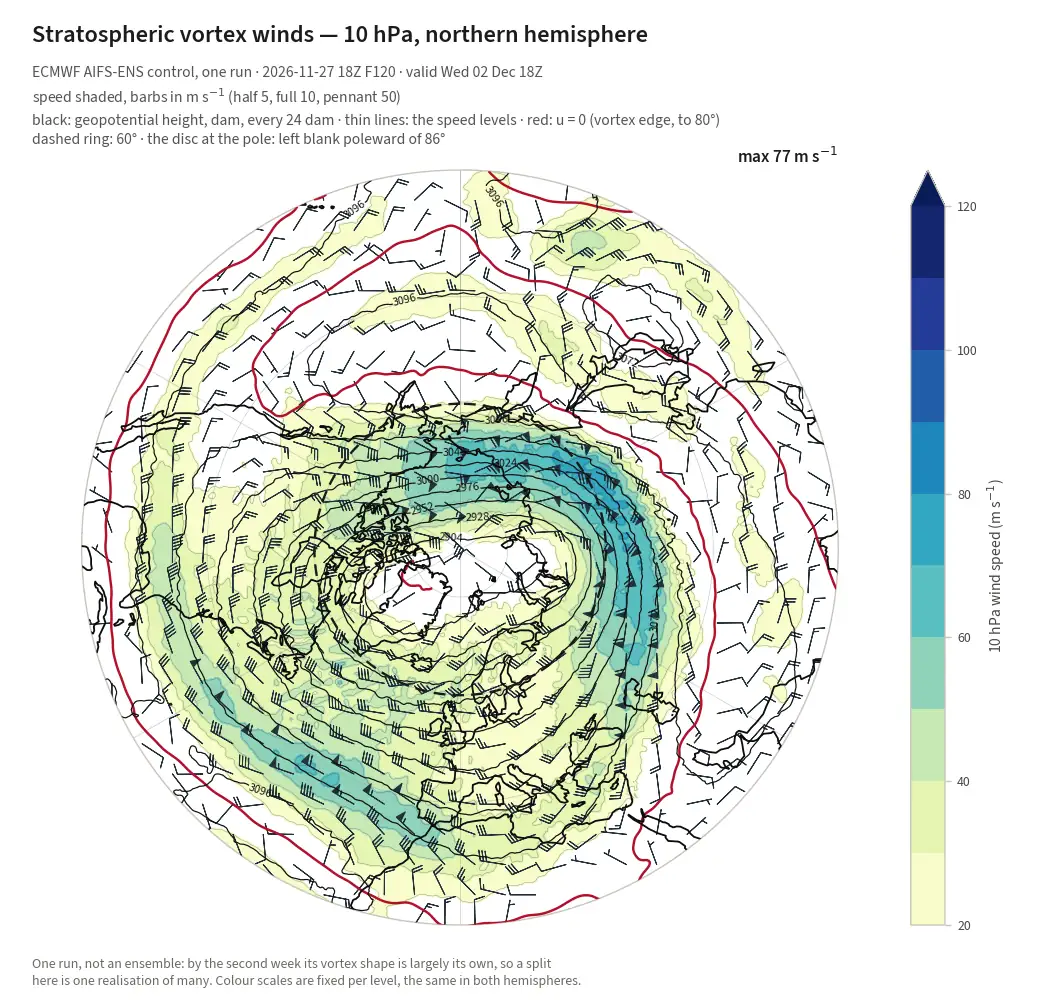 Stratospheric vortex winds — 10 hPa, northern hemisphere
ECMWF AIFS-ENS control, one run · 2026-11-27 18Z F120 · valid Wed 02 Dec 18Z
speed shaded, barbs in m s⁻¹ (half 5, full 10, pennant 50)
black: geopotential height, dam, every 24 dam · thin lines: the speed levels · red: u = 0 (vortex edge, to 80°)
dashed ring: 60° · the disc at the pole: left blank poleward of 86°
max 77 m s⁻¹
3096
3096
3096
3024
3000
2976
2952
2928
2904
3096
120
100
80
60
40
20
10 hPa wind speed (m s⁻¹)
One run, not an ensemble: by the second week its vortex shape is largely its own, so a split
here is one realisation of many. Colour scales are fixed per level, the same in both hemispheres.